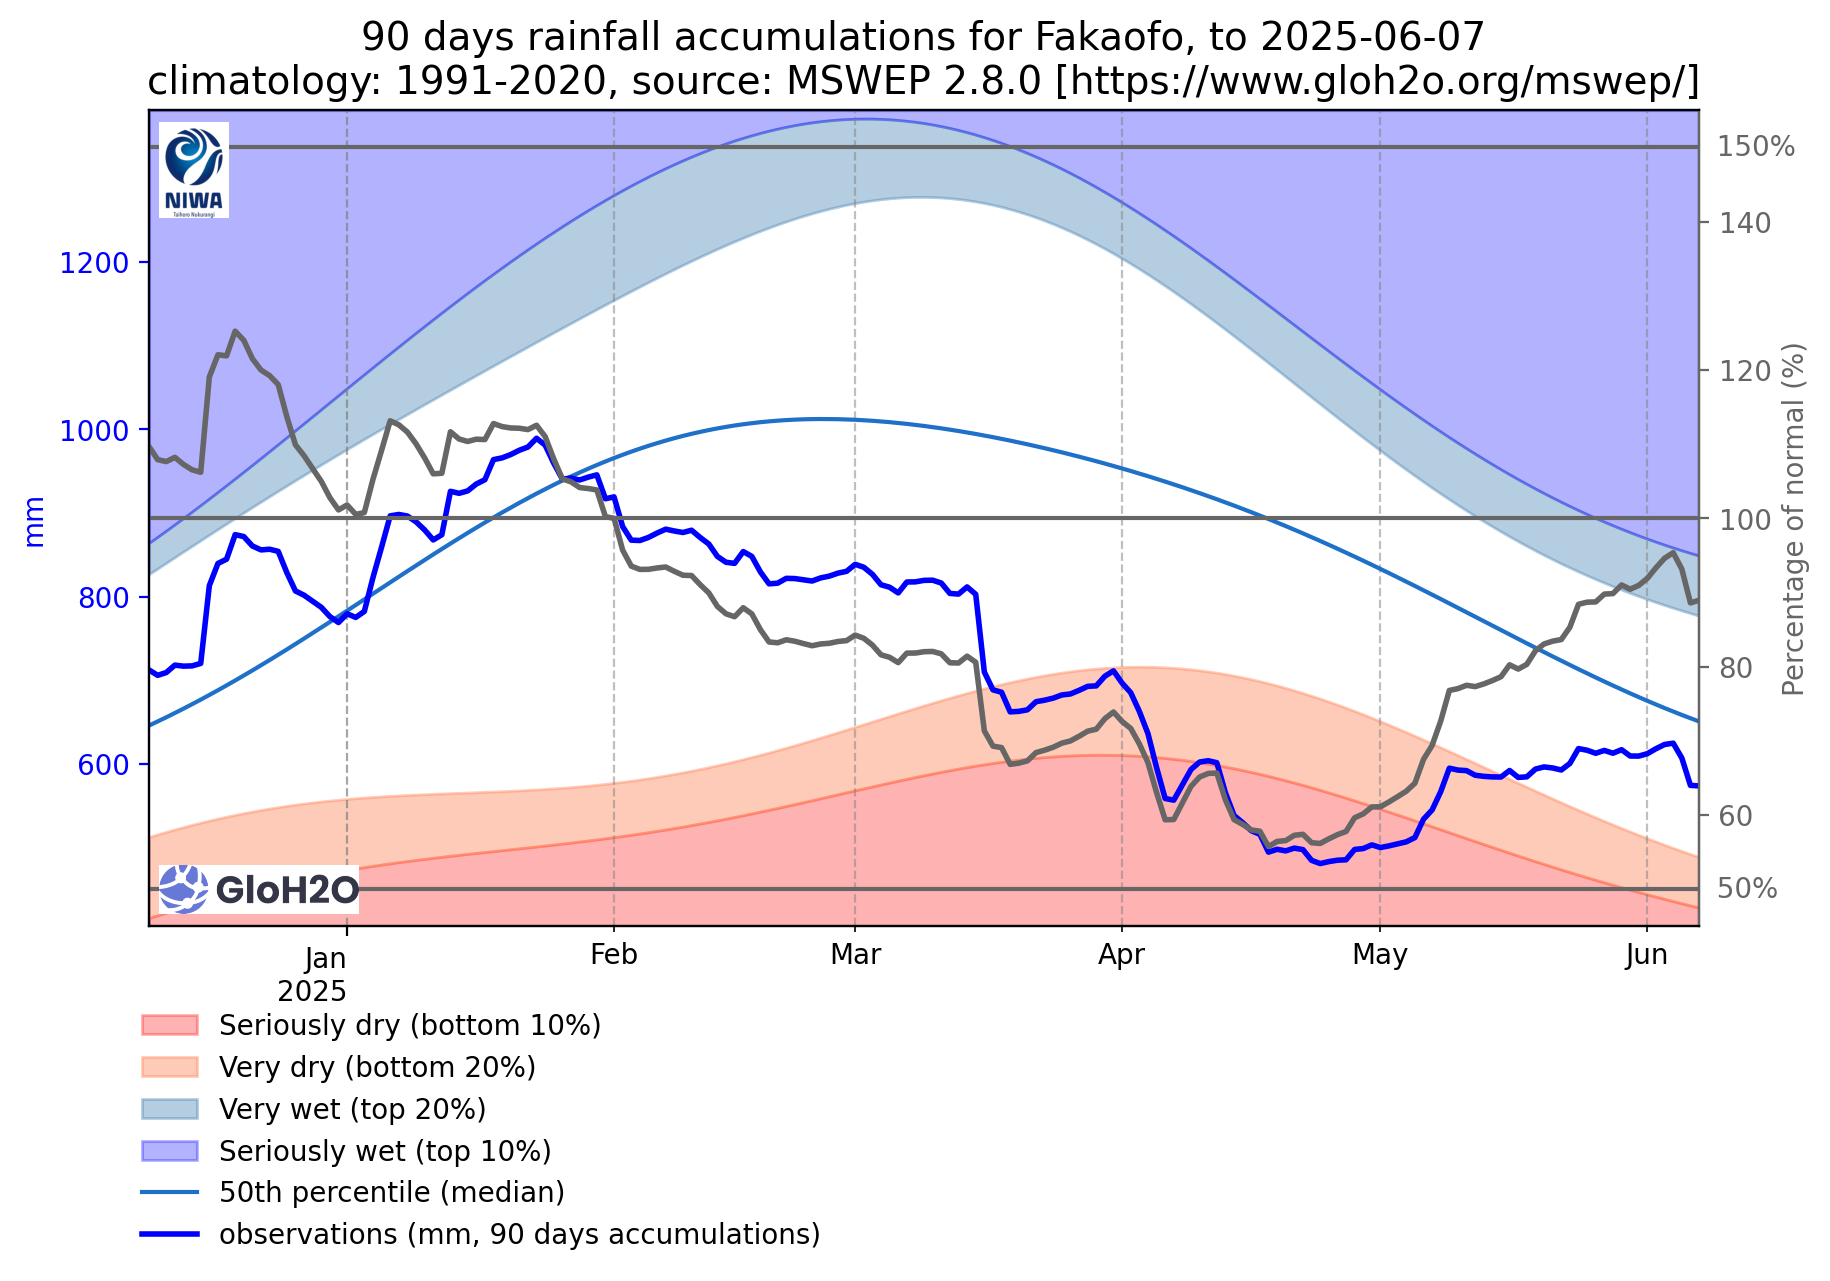 90 days rainfall accumulations for Fakaofo, to 2025-06-07
climatology: 1991-2020, source: MSWEP 2.8.0 [https://www.gloh2o.org/mswep/]
NIWA
Taihoro Nukurangi
150%
140
1200
120
1000
mm
100
Percentage of normal (%)
800
80
600
60
GloH2O
50%
Jan
2025
Feb
Mar
Apr
May
Jun
Seriously dry (bottom 10%)
Very dry (bottom 20%)
Very wet (top 20%)
Seriously wet (top 10%)
50th percentile (median)
observations (mm, 90 days accumulations)